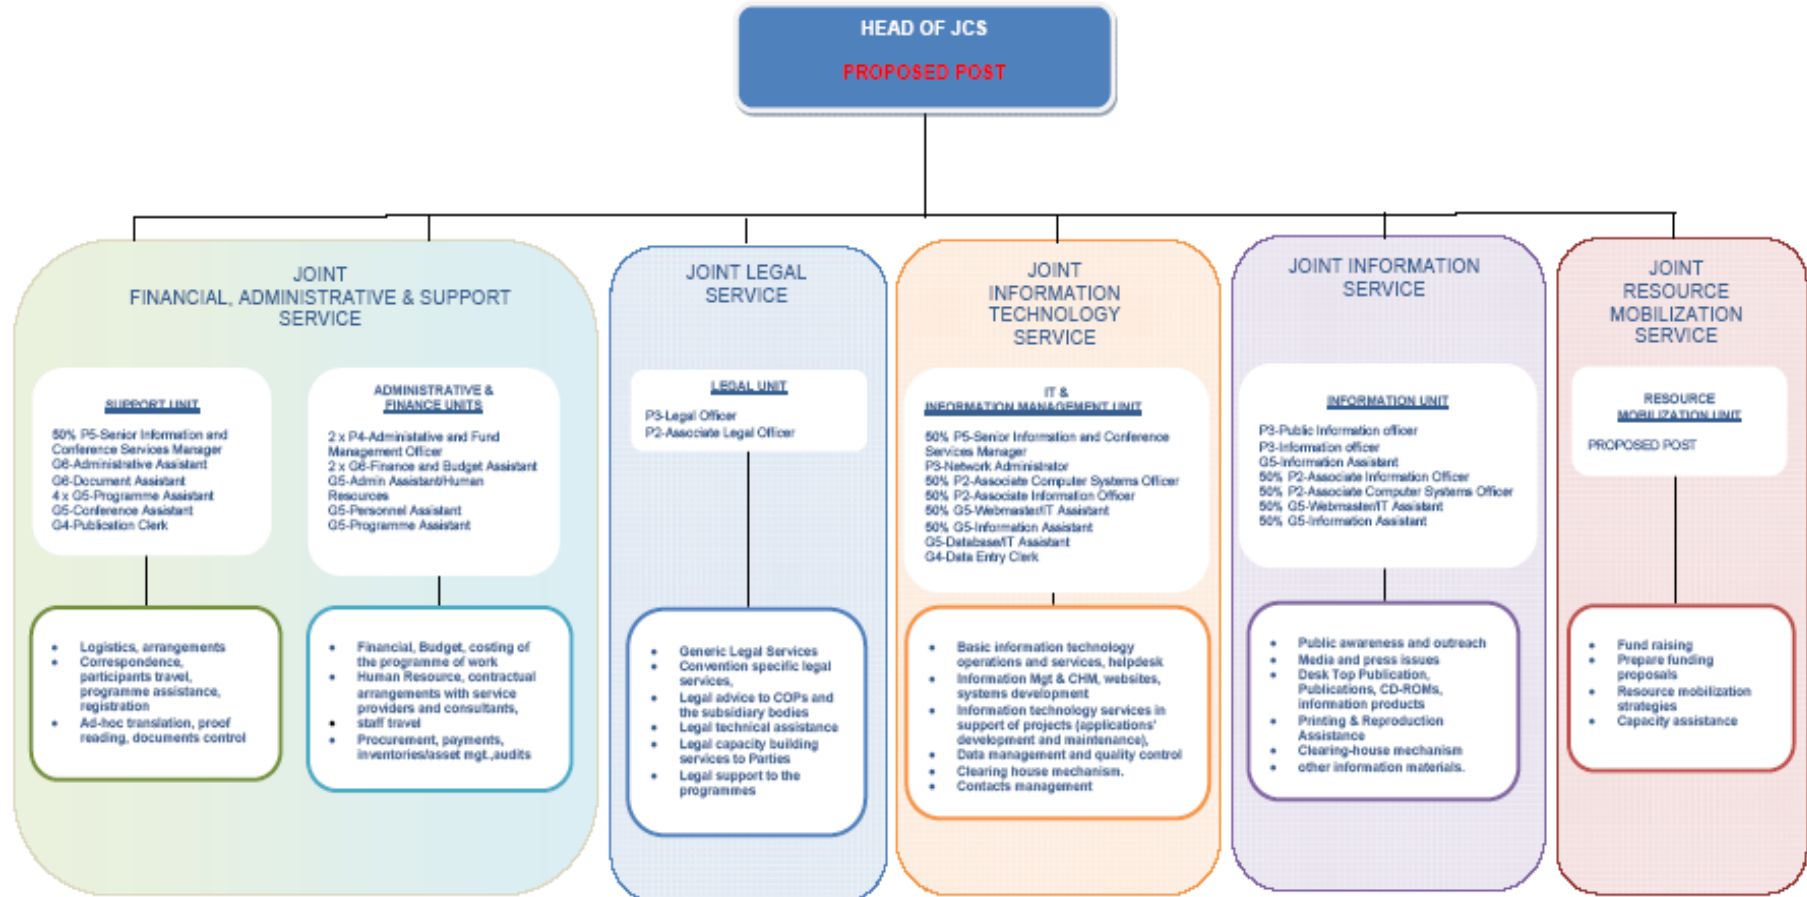 HEAD OF JCS
PROPOSED POST
JOINT
FINANCIAL, ADMINISTRATIVE & SUPPORT
SERVICE
SUPPORT UNIT
50% P5-Senior Information and
Conference Services Manager
G6-Administrative Assistant
G6-Document Assistant
4 x G5-Programme Assistant
G5-Conference Assistant
G4-Publication Clerk
• Logistics, arrangements
• Correspondence,
participants travel,
programme assistance,
registration
• Ad-hoc translation, proof
reading, documents control
ADMINISTRATIVE &
FINANCE UNITS
2 x P4-Administative and Fund
Management Officer
2 x G6-Finance and Budget Assistant
G5-Admin Assistant/Human
Resources
G5-Personnel Assistant
G5-Programme Assistant
• Financial, Budget, costing of
the programme of work
• Human Resource, contractual
arrangements with service
providers and consultants,
• staff travel
• Procurement, payments,
inventories/asset mgt.,audits
JOINT LEGAL
SERVICE
LEGAL UNIT
P3-Legal Officer
P2-Associate Legal Officer
• Generic Legal Services
• Convention specific legal
services,
• Legal advice to COPs and
the subsidiary bodies
• Legal technical assistance
• Legal capacity building
services to Parties
• Legal support to the
programmes
JOINT
INFORMATION
TECHNOLOGY
SERVICE
IT &
INFORMATION MANAGEMENT UNIT
50% P5-Senior Information and Conference
Services Manager
P3-Network Administrator
50% P2-Associate Computer Systems Officer
50% P2-Associate Information Officer
50% G5-Webmaster/IT Assistant
50% G5-Information Assistant
G5-Database/IT Assistant
G4-Data Entry Clerk
• Basic information technology
operations and services, helpdesk
• Information Mgt & CHM, websites,
systems development
• Information technology services in
support of projects (applications'
development and maintenance),
• Data management and quality control
• Clearing house mechanism.
• Contacts management
JOINT INFORMATION
SERVICE
INFORMATION UNIT
P3-Public Information officer
P3-Information officer
G5-Information Assistant
50% P2-Associate Information Officer
50% P2-Associate Computer Systems Officer
50% G5-Webmaster/IT Assistant
50% G5-Information Assistant
• Public awareness and outreach
• Media and press issues
• Desk Top Publication,
Publications, CD-ROMs,
information products
• Printing & Reproduction
Assistance
• Clearing-house mechanism
• other information materials.
JOINT
RESOURCE
MOBILIZATION
SERVICE
RESOURCE
MOBILIZATION UNIT
PROPOSED POST
• Fund raising
• Prepare funding
proposals
• Resource mobilization
strategies
• Capacity assistance